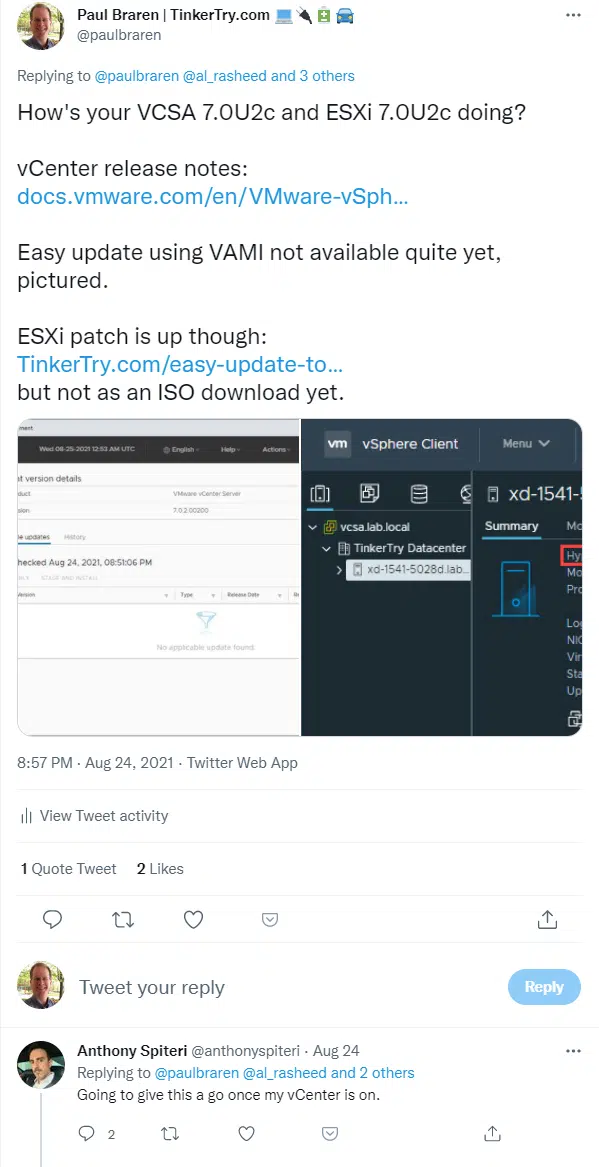 Paul Braren | TinkerTry.com 💻🔌🔋🚘
@paulbraren
Replying to @paulbraren @al_rasheed and 3 others
How's your VCSA 7.0U2c and ESXi 7.0U2c doing?
vCenter release notes:
docs.vmware.com/en/VMware-vSph...
Easy update using VAMI not available quite yet,
pictured.
ESXi patch is up though:
TinkerTry.com/easy-update-to...
but not as an ISO download yet.
ment
Wed 08-25-2021 12:53 AM UTC English Help Actions
nt version details
duct VMware vCenter Server
sion 7.0.2.00200
le updates History
hecked Aug 24, 2021, 08:51:06 PM
STAGE AND INSTALL
Version Type Release Date Re
No applicable update found.
vm vSphere Client Menu
xd-1541-5
vcsa.lab.local
Summary Mo
TinkerTry Datacenter
xd-1541-5028d.lab...
Hy
Mo
Pro
Log
NIC
Vir
Sta
Up
8:57 PM · Aug 24, 2021 · Twitter Web App
View Tweet activity
1 Quote Tweet 2 Likes
Tweet your reply
Reply
Anthony Spiteri @anthonyspiteri · Aug 24
Replying to @paulbraren @al_rasheed and 2 others
Going to give this a go once my vCenter is on.
2